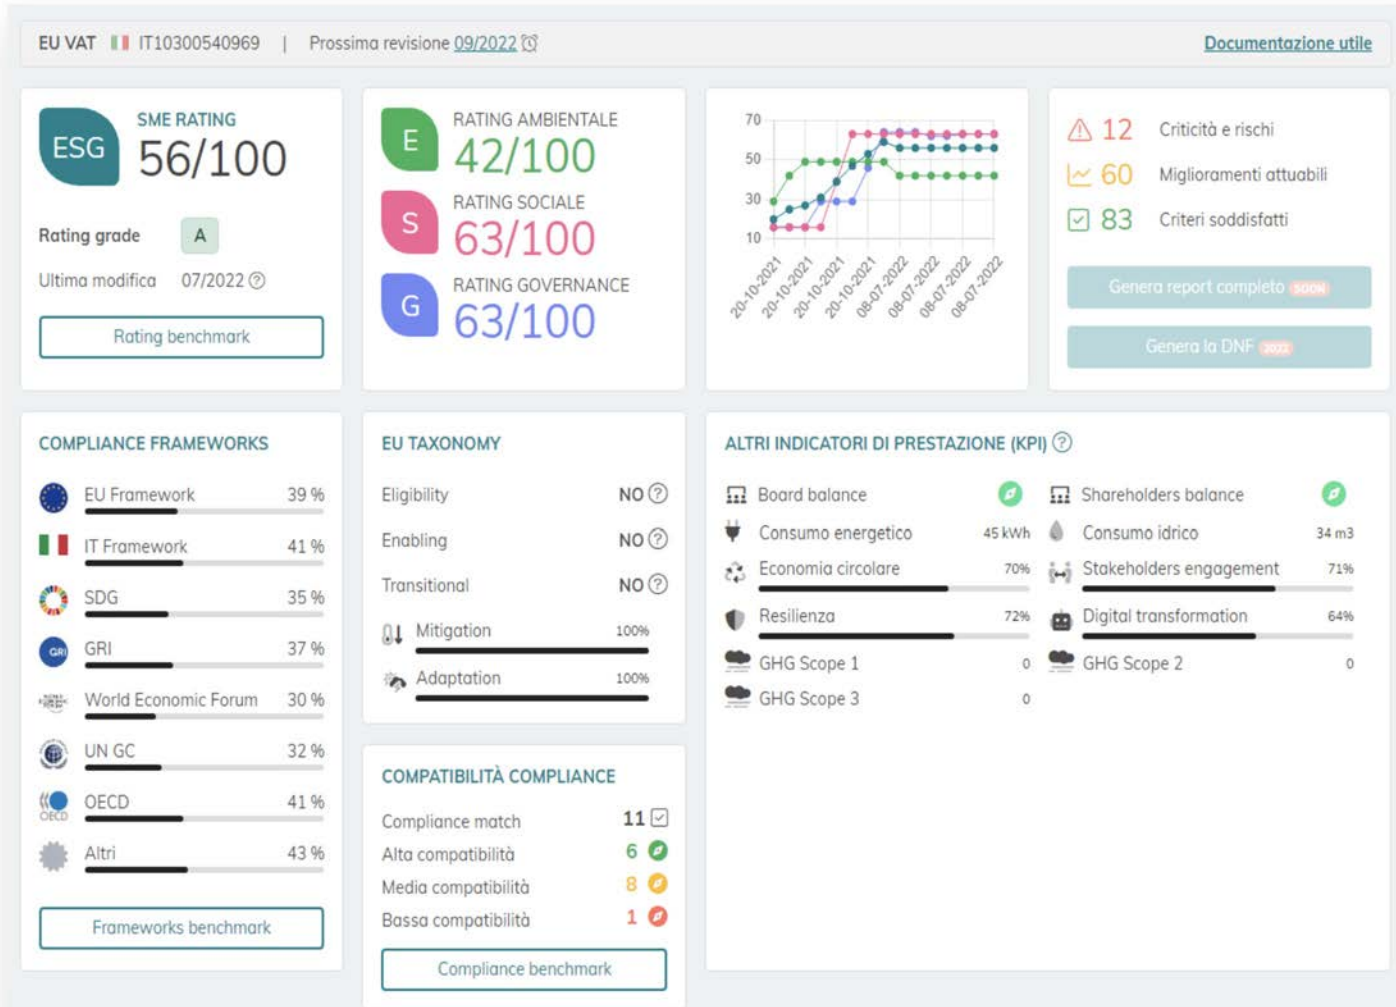 EU VAT IT10300540969 | Prossima revisione 09/2022
Documentazione utile
ESG
SME RATING
56/100
Rating grade A
Ultima modifica 07/2022
Rating benchmark
E
RATING AMBIENTALE
42/100
S
RATING SOCIALE
63/100
G
RATING GOVERNANCE
63/100
70
50
30
10
20-10-2021
20-10-2021
20-10-2021
20-10-2021
08-07-2022
08-07-2022
08-07-2022
08-07-2022
12 Criticità e rischi
60 Miglioramenti attuabili
83 Criteri soddisfatti
Genera report completo SOON
Genera la DNF 2022
COMPLIANCE FRAMEWORKS
EU Framework 39 %
IT Framework 41 %
SDG 35 %
GRI GRI 37 %
World Economic Forum 30 %
UN GC 32 %
OECD OECD 41 %
Altri 43 %
Frameworks benchmark
EU TAXONOMY
Eligibility NO ?
Enabling NO ?
Transitional NO ?
Mitigation 100%
Adaptation 100%
COMPATIBILITÀ COMPLIANCE
Compliance match 11
Alta compatibilità 6
Media compatibilità 8
Bassa compatibilità 1
Compliance benchmark
ALTRI INDICATORI DI PRESTAZIONE (KPI) ?
Board balance
Shareholders balance
Consumo energetico 45 kWh
Consumo idrico 34 m3
Economia circolare 70%
Stakeholders engagement 71%
Resilienza 72%
Digital transformation 64%
GHG Scope 1 0
GHG Scope 2 0
GHG Scope 3 0